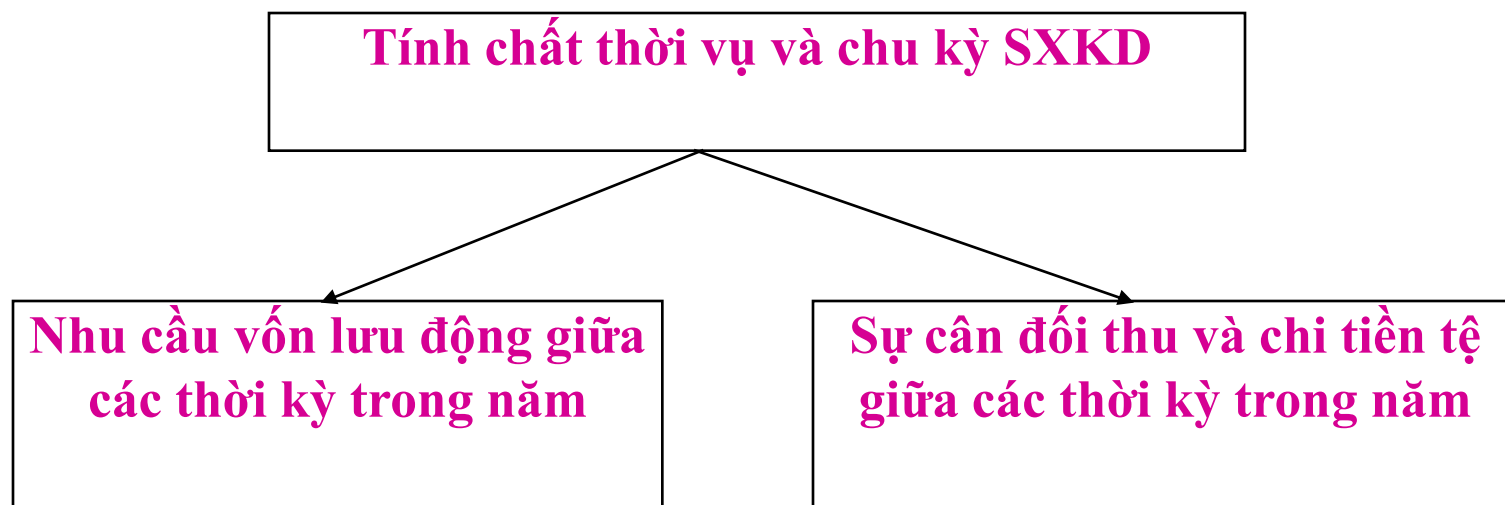 Tính chất thời vụ và chu kỳ SXKD
Nhu cầu vốn lưu động giữa
các thời kỳ trong năm
Sự cân đối thu và chi tiền tệ
giữa các thời kỳ trong năm